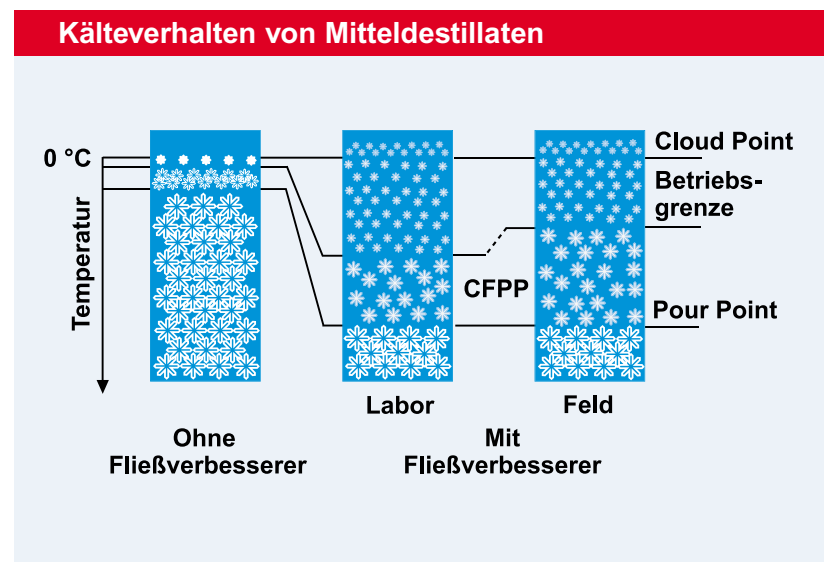 Kälteverhalten von Mitteldestillaten
0 °C
Temperatur
Cloud Point
Betriebs-
grenze
CFPP
Pour Point
Labor
Feld
Ohne
Fließverbesserer
Mit
Fließverbesserer